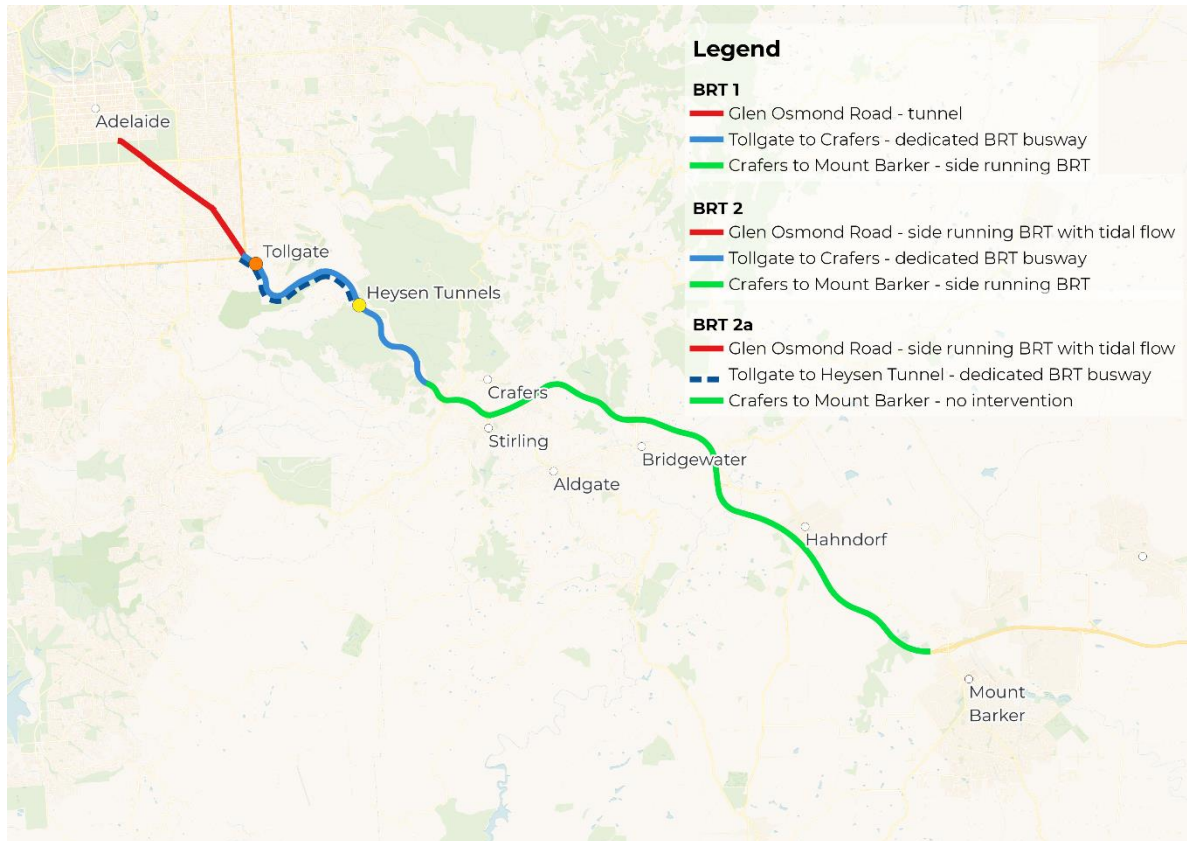 Legend
BRT 1
Glen Osmond Road - tunnel
Tollgate to Crafers - dedicated BRT busway
Crafers to Mount Barker - side running BRT
BRT 2
Glen Osmond Road - side running BRT with tidal flow
Tollgate to Crafers - dedicated BRT busway
Crafers to Mount Barker - side running BRT
BRT 2a
Glen Osmond Road - side running BRT with tidal flow
Tollgate to Heysen Tunnel - dedicated BRT busway
Crafers to Mount Barker - no intervention
Adelaide
Tollgate
Heysen Tunnels
Crafers
Stirling
Bridgewater
Aldgate
Hahndorf
Mount
Barker